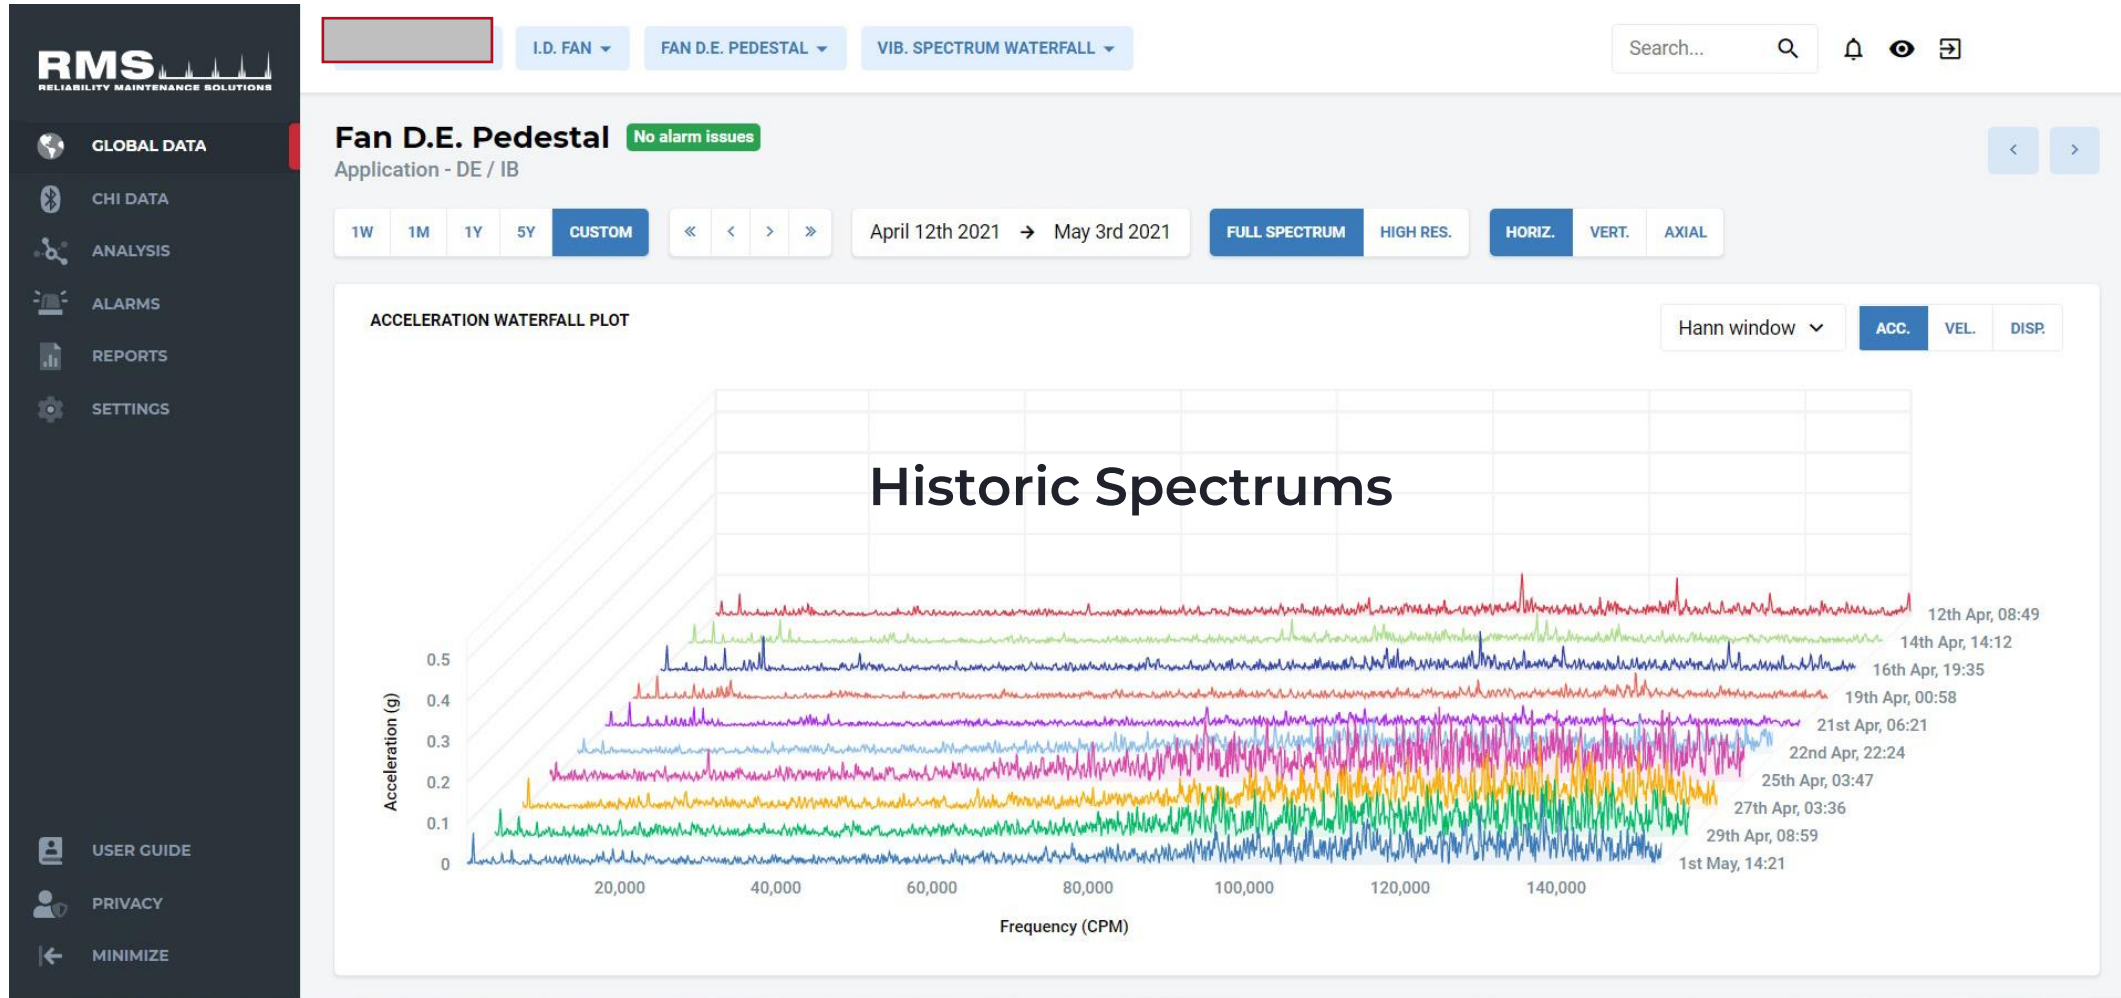 RMS
RELIABILITY MAINTENANCE SOLUTIONS
GLOBAL DATA
CHI DATA
ANALYSIS
ALARMS
REPORTS
SETTINGS
USER GUIDE
PRIVACY
MINIMIZE
I.D. FAN
FAN D.E. PEDESTAL
VIB. SPECTRUM WATERFALL
Search...
Fan D.E. Pedestal
No alarm issues
Application - DE / IB
1W 1M 1Y 5Y CUSTOM
April 12th 2021 → May 3rd 2021
FULL SPECTRUM HIGH RES.
HORIZ. VERT. AXIAL
ACCELERATION WATERFALL PLOT
Hann window
ACC. VEL. DISP.
Historic Spectrums
12th Apr, 08:49
14th Apr, 14:12
16th Apr, 19:35
19th Apr, 00:58
21st Apr, 06:21
22nd Apr, 22:24
25th Apr, 03:47
27th Apr, 03:36
29th Apr, 08:59
1st May, 14:21
Acceleration (g)
0.5
0.4
0.3
0.2
0.1
0
20,000 40,000 60,000 80,000 100,000 120,000 140,000
Frequency (CPM)